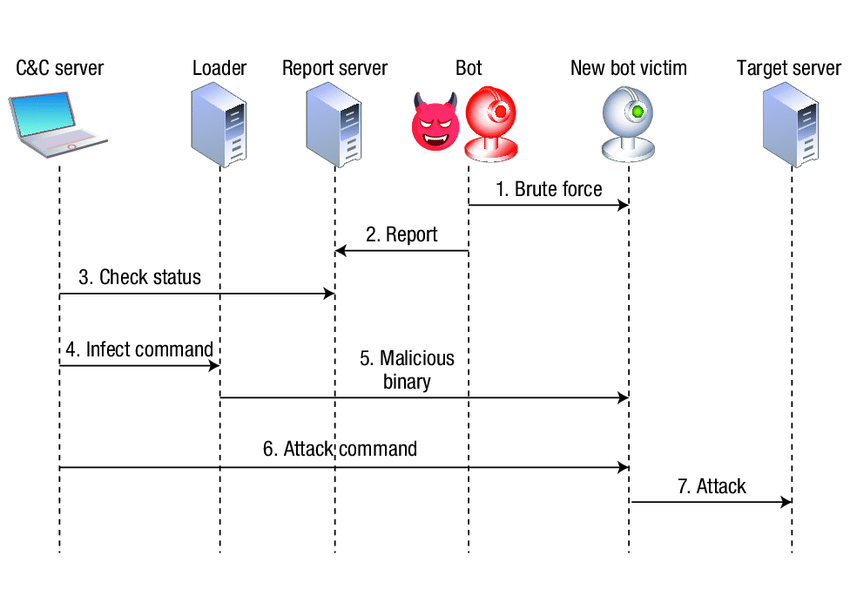 C&C server
Loader
Report server
Bot
New bot victim
Target server
1. Brute force
2. Report
3. Check status
4. Infect command
5. Malicious
binary
6. Attack command
7. Attack